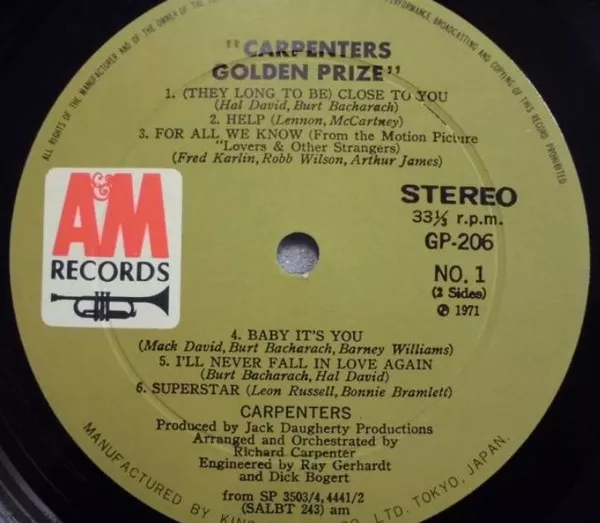 ALL RIGHTS OF THE MANUFACTURER AND OF THE OWNER OF THE
PERFORMANCE, BROADCASTING AND COPYING OF THIS RECORD PROHIBITED
"CARPENTERS
GOLDEN PRIZE"
1. (THEY LONG TO BE) CLOSE TO YOU
(Hal David, Burt Bacharach)
2. HELP (Lennon, McCartney)
3. FOR ALL WE KNOW (From the Motion Picture
"Lovers & Other Strangers)
(Fred Karlin, Robb Wilson, Arthur James)
A&M
RECORDS
STEREO
33⅓ r.p.m.
GP-206
NO. 1
(2 Sides)
℗ 1971
4. BABY IT'S YOU
(Mack David, Burt Bacharach, Barney Williams)
5. I'LL NEVER FALL IN LOVE AGAIN
(Burt Bacharach, Hal David)
6. SUPERSTAR (Leon Russell, Bonnie Bramlett)
CARPENTERS
Produced by Jack Daugherty Productions
Arranged and Orchestrated by
Richard Carpenter
Engineered by Ray Gerhardt
and Dick Bogert
from SP 3503/4, 4441/2
(SALBT 243) am
MANUFACTURED BY KING LTD. TOKYO, JAPAN.